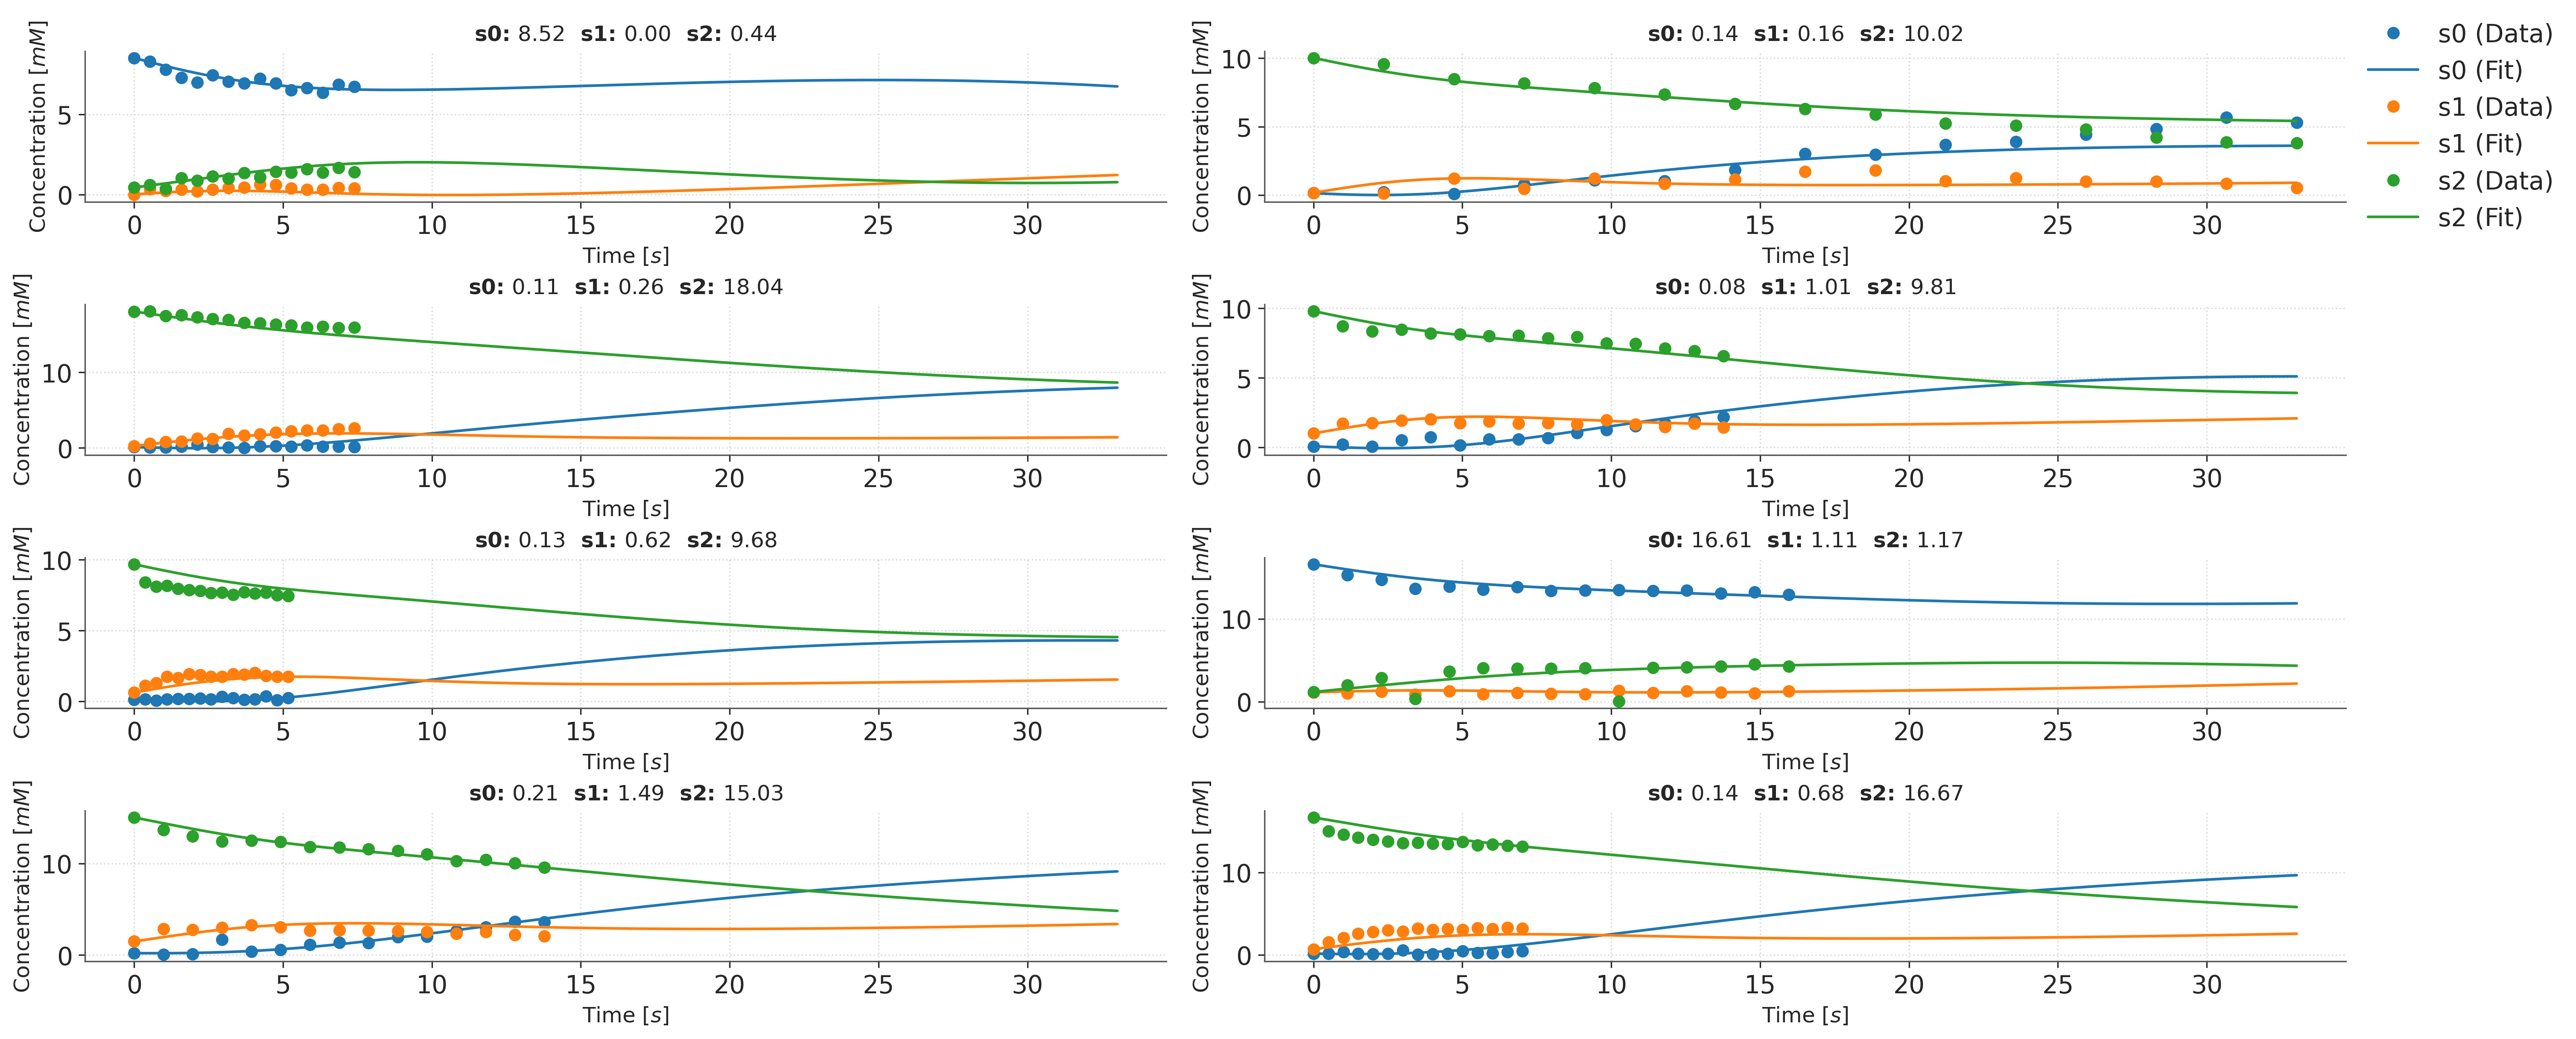 s0: 8.52 s1: 0.00 s2: 0.44
Concentration [mM]
5
0
0 5 10 15 20 25 30
Time [s]
s0: 0.14 s1: 0.16 s2: 10.02
Concentration [mM]
10
5
0
0 5 10 15 20 25 30
Time [s]
s0 (Data)
s0 (Fit)
s1 (Data)
s1 (Fit)
s2 (Data)
s2 (Fit)
s0: 0.11 s1: 0.26 s2: 18.04
Concentration [mM]
10
0
0 5 10 15 20 25 30
Time [s]
s0: 0.08 s1: 1.01 s2: 9.81
Concentration [mM]
10
5
0
0 5 10 15 20 25 30
Time [s]
s0: 0.13 s1: 0.62 s2: 9.68
Concentration [mM]
10
5
0
0 5 10 15 20 25 30
Time [s]
s0: 16.61 s1: 1.11 s2: 1.17
Concentration [mM]
10
0
0 5 10 15 20 25 30
Time [s]
s0: 0.21 s1: 1.49 s2: 15.03
Concentration [mM]
10
0
0 5 10 15 20 25 30
Time [s]
s0: 0.14 s1: 0.68 s2: 16.67
Concentration [mM]
10
0
0 5 10 15 20 25 30
Time [s]